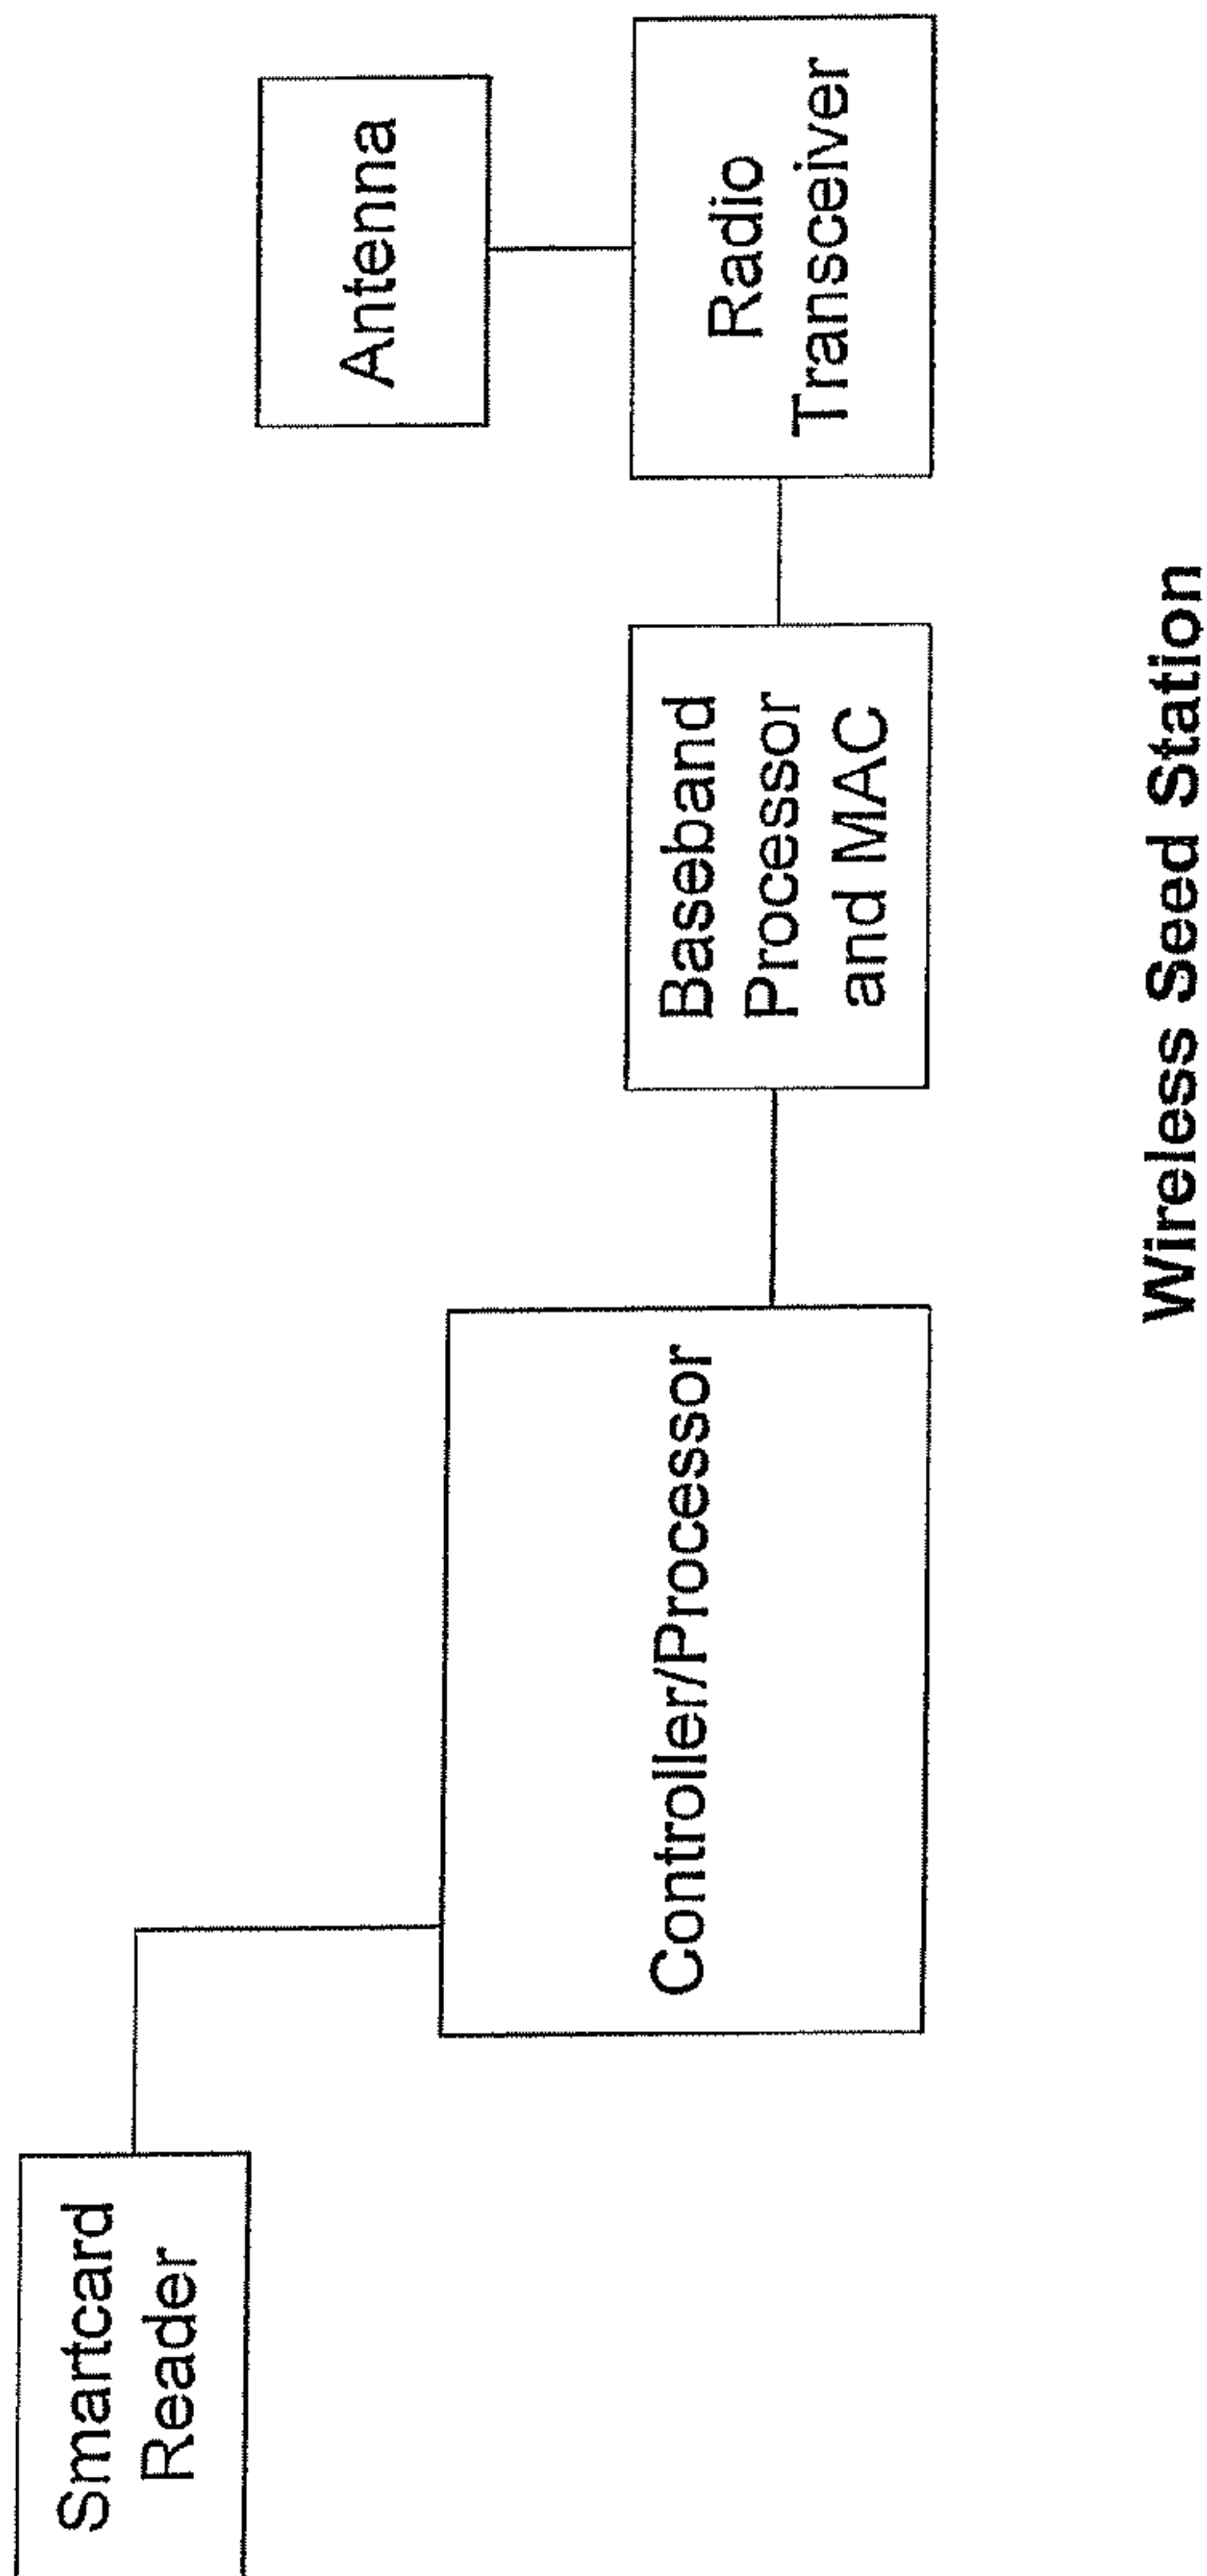 Smartcard
Reader
Controller/Processor
Baseband
Processor
and MAC
Antenna
Radio
Transceiver
Wireless Seed Station